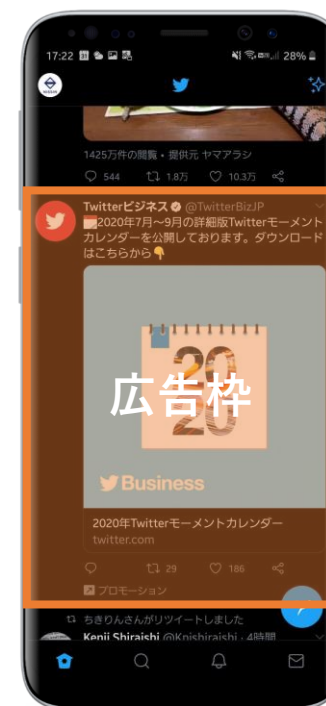 17:22
28%
1425万件の閲覧・提供元 ヤマアラシ
544 1.8万 10.3万
Twitterビジネス @TwitterBizJP
2020年7月〜9月の詳細版Twitterモーメント
カレンダーを公開しております。ダウンロード
はこちらから👇
20
20
広告枠
Business
2020年Twitterモーメントカレンダー
twitter.com
29 186
プロモーション
ちきりんさんがリツイートしました
Kenji Shiraishi @Knishiraishi・4時間